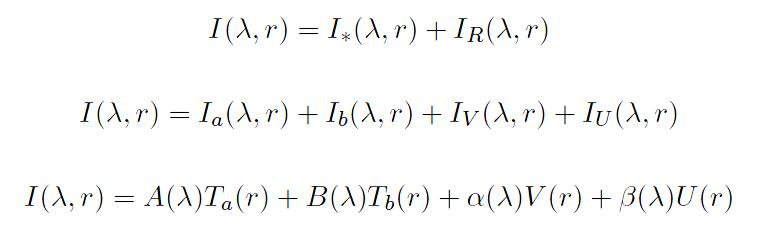 I(λ, r) = I_*(λ, r) + I_R(λ, r)
I(λ, r) = I_a(λ, r) + I_b(λ, r) + I_V(λ, r) + I_U(λ, r)
I(λ, r) = A(λ)T_a(r) + B(λ)T_b(r) + α(λ)V(r) + β(λ)U(r)